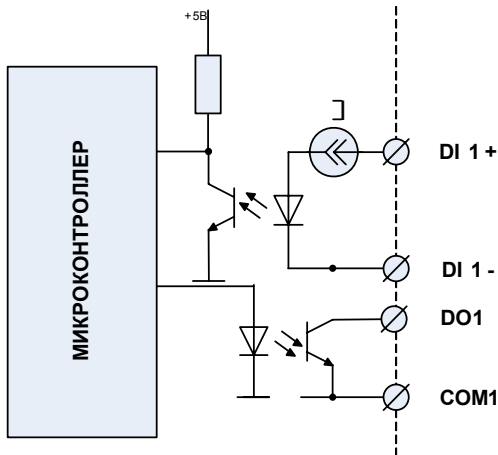 +5В
МИКРОКОНТРОЛЛЕР
J
DI 1 +
DI 1 -
DO1
COM1